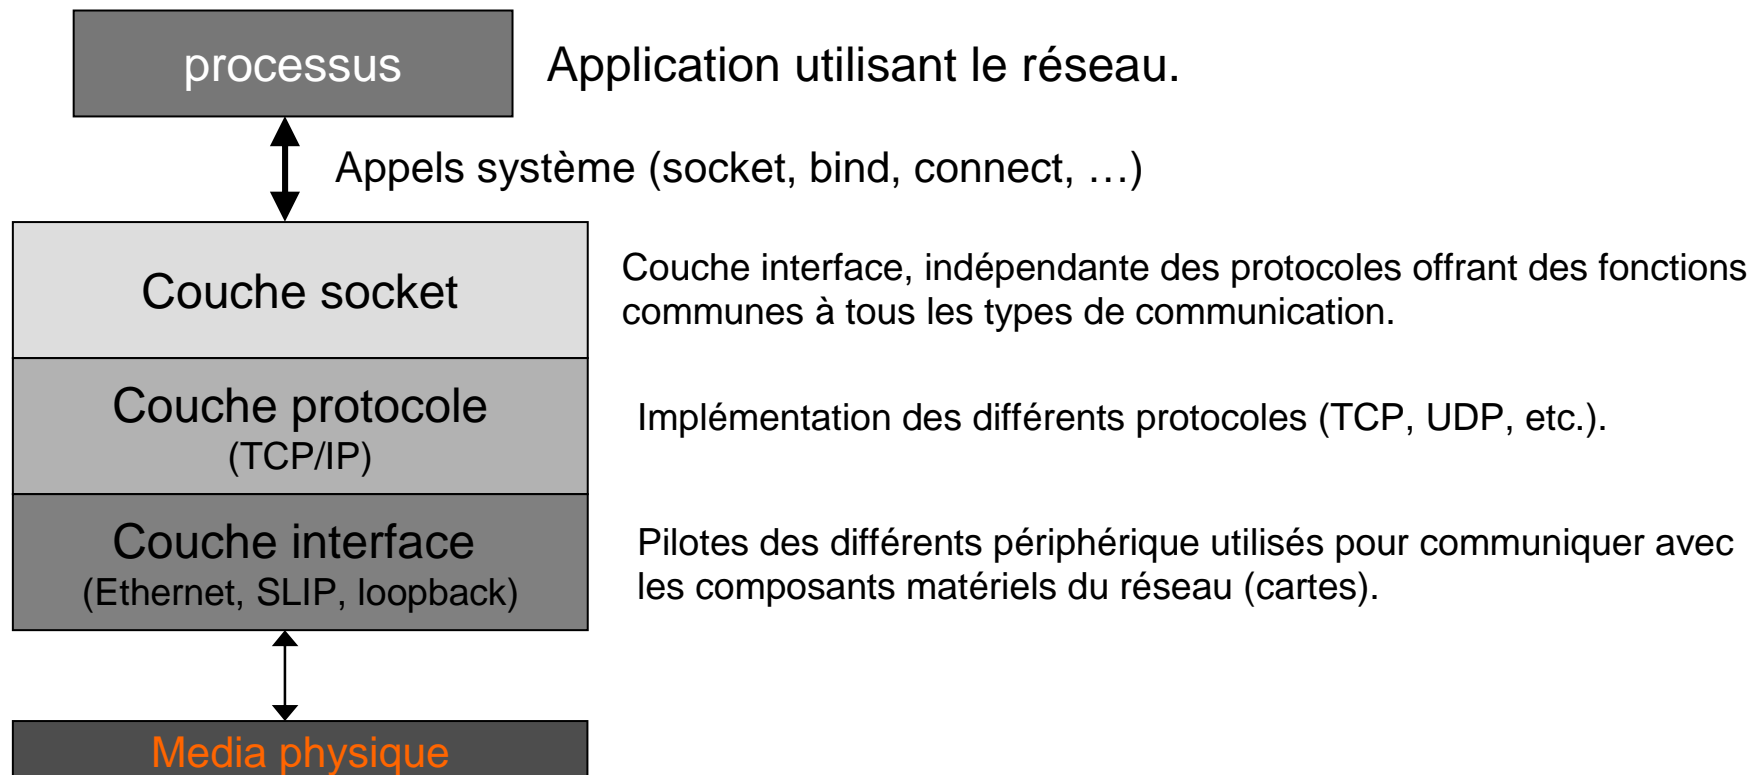 processus
Application utilisant le réseau.
Appels système (socket, bind, connect, …)
Couche socket
Couche interface, indépendante des protocoles offrant des fonctions
communes à tous les types de communication.
Couche protocole
(TCP/IP)
Implémentation des différents protocoles (TCP, UDP, etc.).
Couche interface
(Ethernet, SLIP, loopback)
Pilotes des différents périphérique utilisés pour communiquer avec
les composants matériels du réseau (cartes).
Media physique